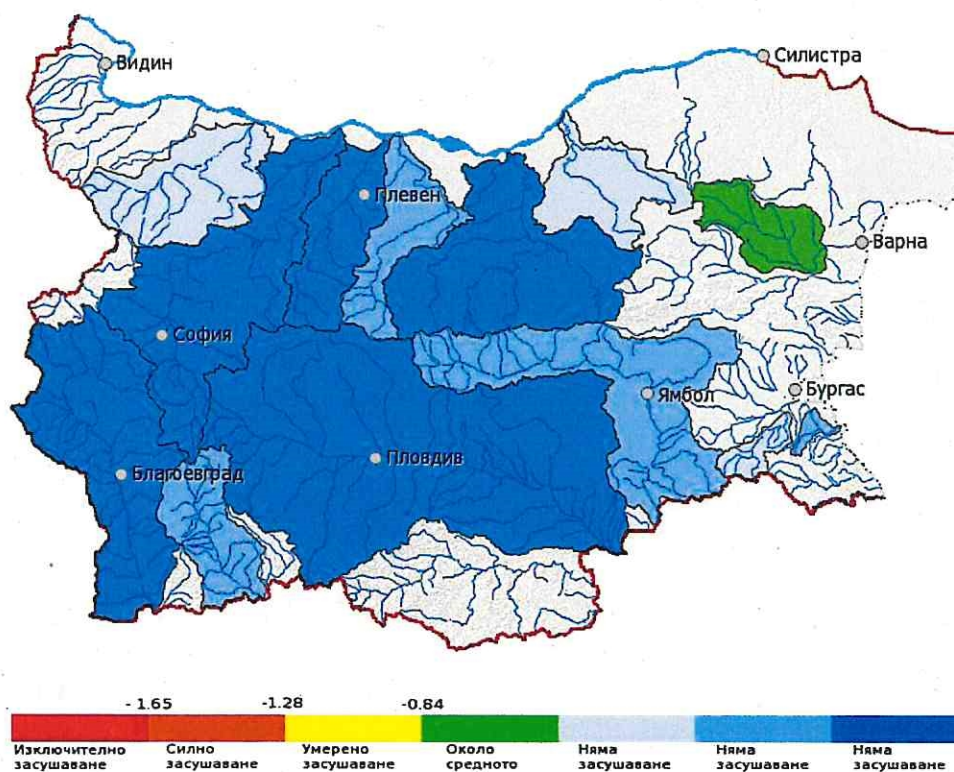 Видин
Силистра
Плевен
Варна
София
Ямбол
Бургас
Благоевград
Пловдив
- 1.65
-1.28
-0.84
Изключително
засушаване
Силно
засушаване
Умерено
засушаване
Около
средното
Няма
засушаване
Няма
засушаване
Няма
засушаване